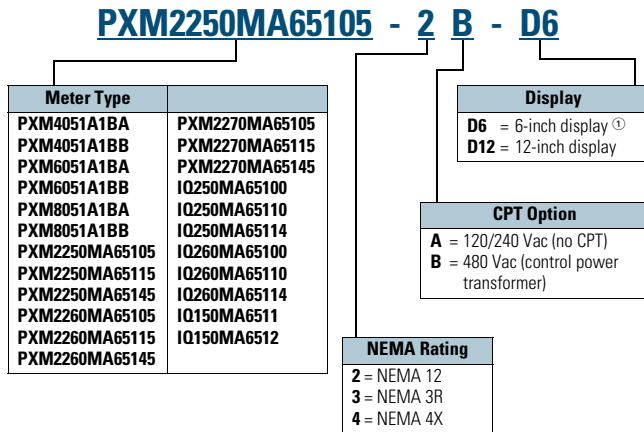 PXM2250MA65105 - 2 B - D6
Meter Type
PXM4051A1BA
PXM4051A1BB
PXM6051A1BA
PXM6051A1BB
PXM8051A1BA
PXM8051A1BB
PXM2250MA65105
PXM2250MA65115
PXM2250MA65145
PXM2260MA65105
PXM2260MA65115
PXM2260MA65145
PXM2270MA65105
PXM2270MA65115
PXM2270MA65145
IQ250MA65100
IQ250MA65110
IQ250MA65114
IQ260MA65100
IQ260MA65110
IQ260MA65114
IQ150MA6511
IQ150MA6512
Display
D6 = 6-inch display ①
D12 = 12-inch display
CPT Option
A = 120/240 Vac (no CPT)
B = 480 Vac (control power
transformer)
NEMA Rating
2 = NEMA 12
3 = NEMA 3R
4 = NEMA 4X